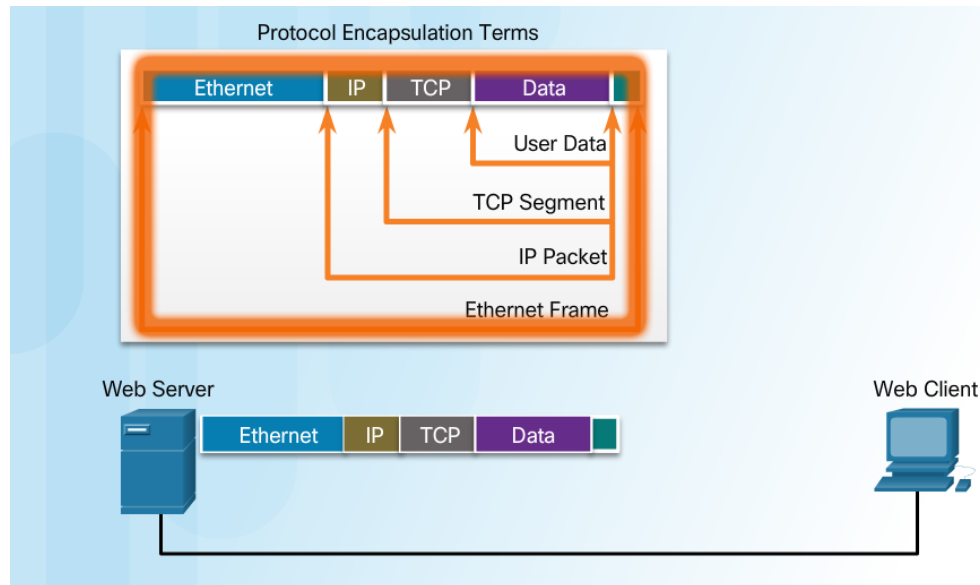 Protocol Encapsulation Terms
Ethernet IP TCP Data
User Data
TCP Segment
IP Packet
Ethernet Frame
Web Server
Web Client
Ethernet IP TCP Data